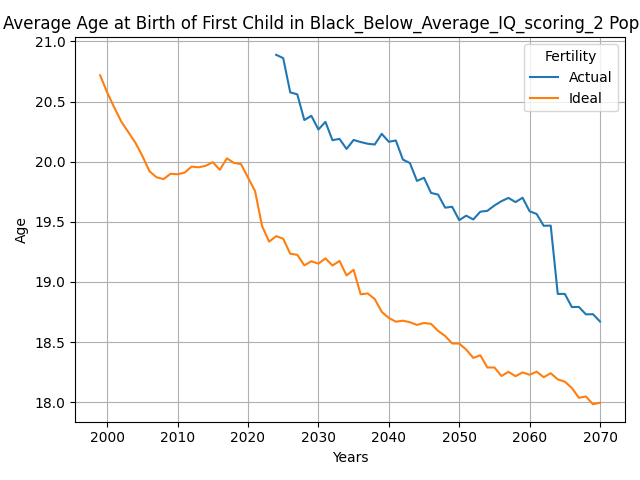 Average Age at Birth of First Child in Black_Below_Average_IQ_scoring_2 Pop
21.0
20.5
20.0
19.5
19.0
18.5
18.0
Age
Fertility
Actual
Ideal
2000 2010 2020 2030 2040 2050 2060 2070
Years